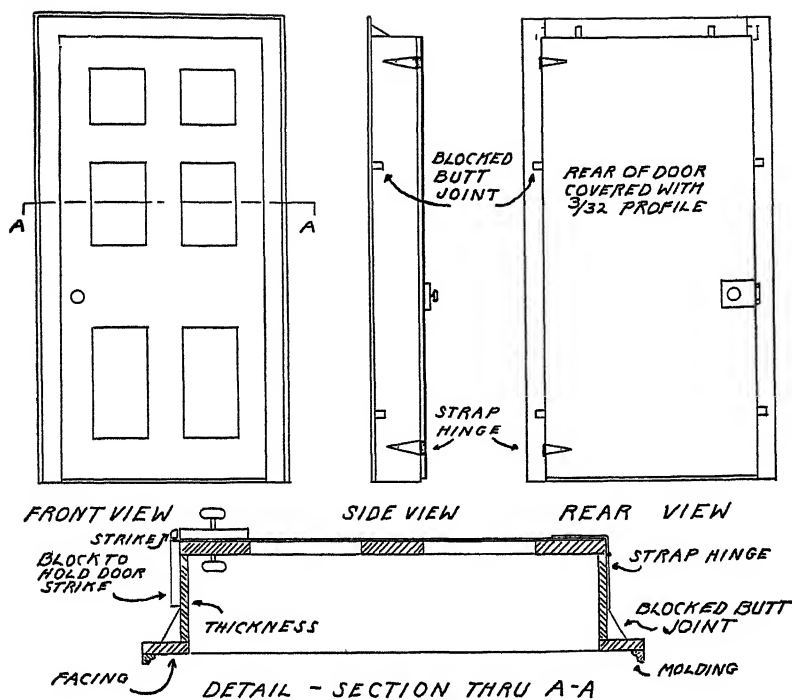 BLOCKED
BUTT
JOINT
REAR OF DOOR
COVERED WITH
3/32 PROFILE
A
A
STRAP
HINGE
FRONT VIEW
SIDE VIEW
REAR VIEW
STRIKE
BLOCK TO
HOLD DOOR
STRIKE
STRAP HINGE
THICKNESS
BLOCKED BUTT
JOINT
FACING
MOLDING
DETAIL - SECTION THRU A-A